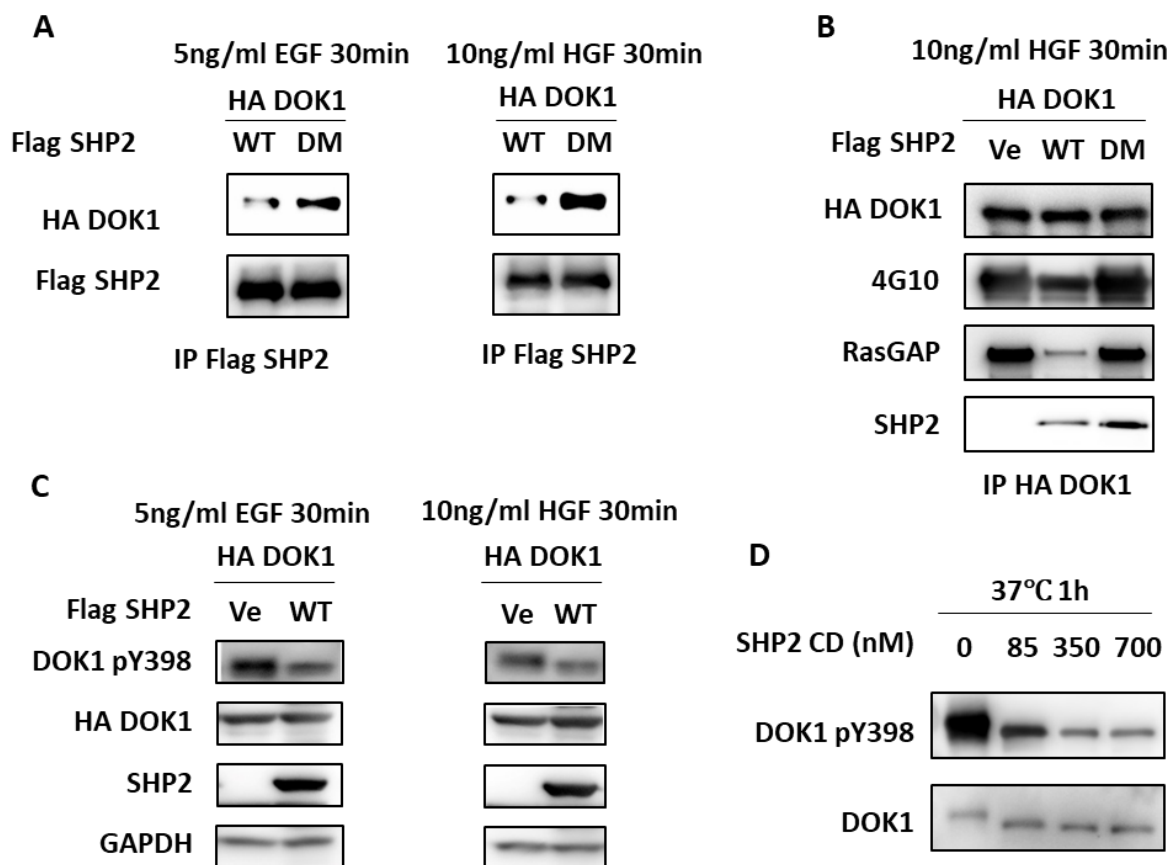 A
5ng/ml EGF 30min
HA DOK1
Flag SHP2 WT DM
HA DOK1
Flag SHP2
IP Flag SHP2
10ng/ml HGF 30min
HA DOK1
WT DM
IP Flag SHP2
B
10ng/ml HGF 30min
HA DOK1
Flag SHP2 Ve WT DM
HA DOK1
4G10
RasGAP
SHP2
IP HA DOK1
C
5ng/ml EGF 30min
HA DOK1
Flag SHP2 Ve WT
DOK1 pY398
HA DOK1
SHP2
GAPDH
10ng/ml HGF 30min
HA DOK1
Ve WT
D
37℃ 1h
SHP2 CD (nM) 0 85 350 700
DOK1 pY398
DOK1